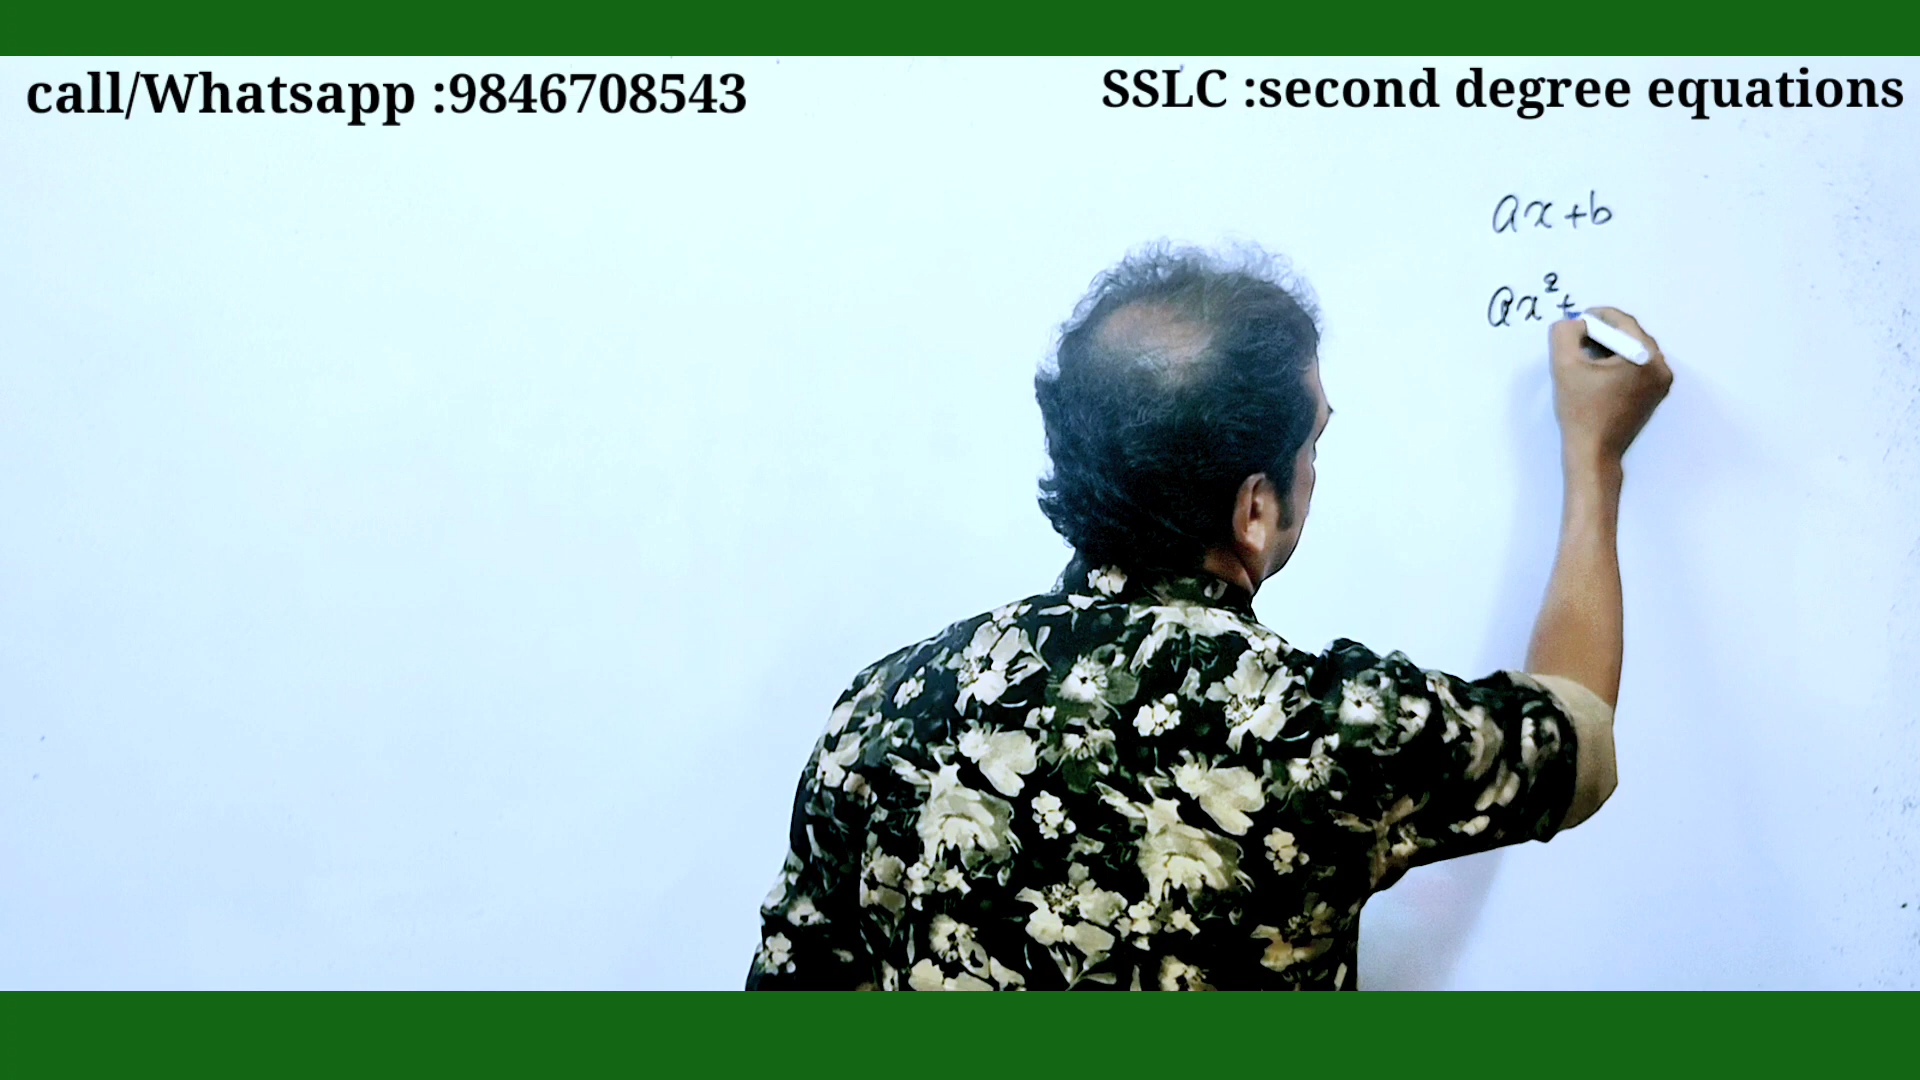 call/Whatsapp :9846708543
SSLC :second degree equations
ax+b
ax²+